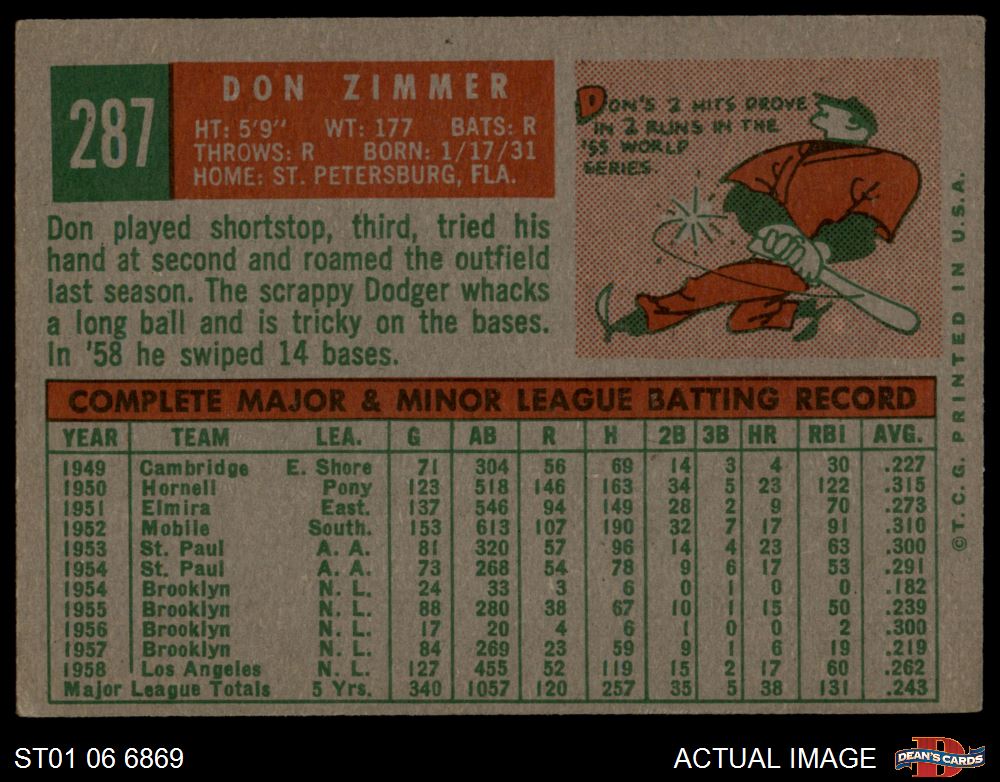 287
DON ZIMMER
HT: 5'9" WT: 177 BATS: R
THROWS: R BORN: 1/17/31
HOME: ST. PETERSBURG, FLA.
DON'S 2 HITS DROVE
IN 2 RUNS IN THE
'55 WORLD
SERIES.
Don played shortstop, third, tried his
hand at second and roamed the outfield
last season. The scrappy Dodger whacks
a long ball and is tricky on the bases.
In '58 he swiped 14 bases.
COMPLETE MAJOR & MINOR LEAGUE BATTING RECORD
YEAR TEAM LEA. G AB R H 2B 3B HR RBI AVG.
1949 Cambridge E. Shore 71 304 56 69 14 3 4 30 .227
1950 Hornell Pony 123 518 146 163 34 5 23 122 .315
1951 Elmira East. 137 546 94 149 28 2 9 70 .273
1952 Mobile South. 153 613 107 190 32 7 17 91 .310
1953 St. Paul A. A. 81 320 57 96 14 4 23 63 .300
1954 St. Paul A. A. 73 268 54 78 9 6 17 53 .291
1954 Brooklyn N. L. 24 33 3 6 0 1 0 0 .182
1955 Brooklyn N. L. 88 280 38 67 10 1 15 50 .239
1956 Brooklyn N. L. 17 20 4 6 1 0 0 2 .300
1957 Brooklyn N. L. 84 269 23 59 9 1 6 19 .219
1958 Los Angeles N. L. 127 455 52 119 15 2 17 60 .262
Major League Totals 5 Yrs. 340 1057 120 257 35 5 38 131 .243
© T. C. G. PRINTED IN U.S.A.
ST01 06 6869
ACTUAL IMAGE
DEAN'S CARDS